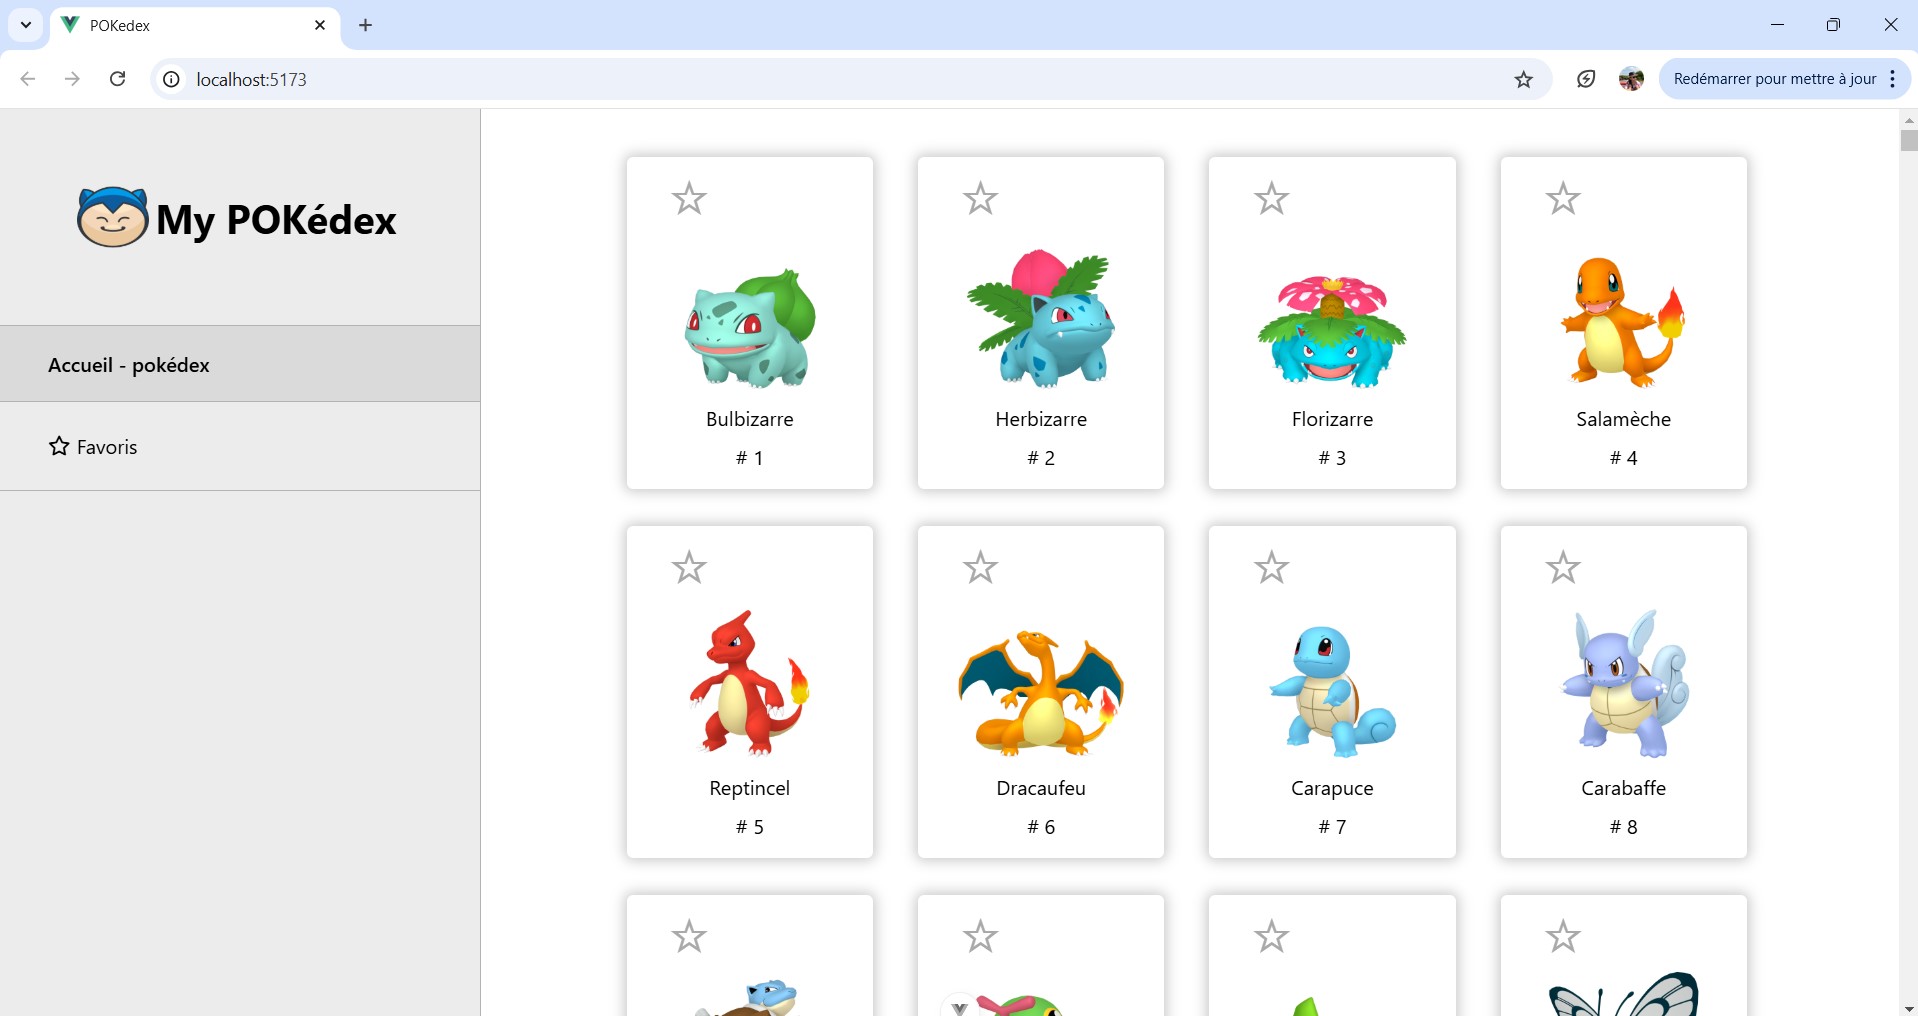 POKedex
localhost:5173
Redémarrer pour mettre à jour
My POKédex
Accueil - pokédex
Favoris
Bulbizarre
# 1
Herbizarre
# 2
Florizarre
# 3
Salamèche
# 4
Reptincel
# 5
Dracaufeu
# 6
Carapuce
# 7
Carabaffe
# 8